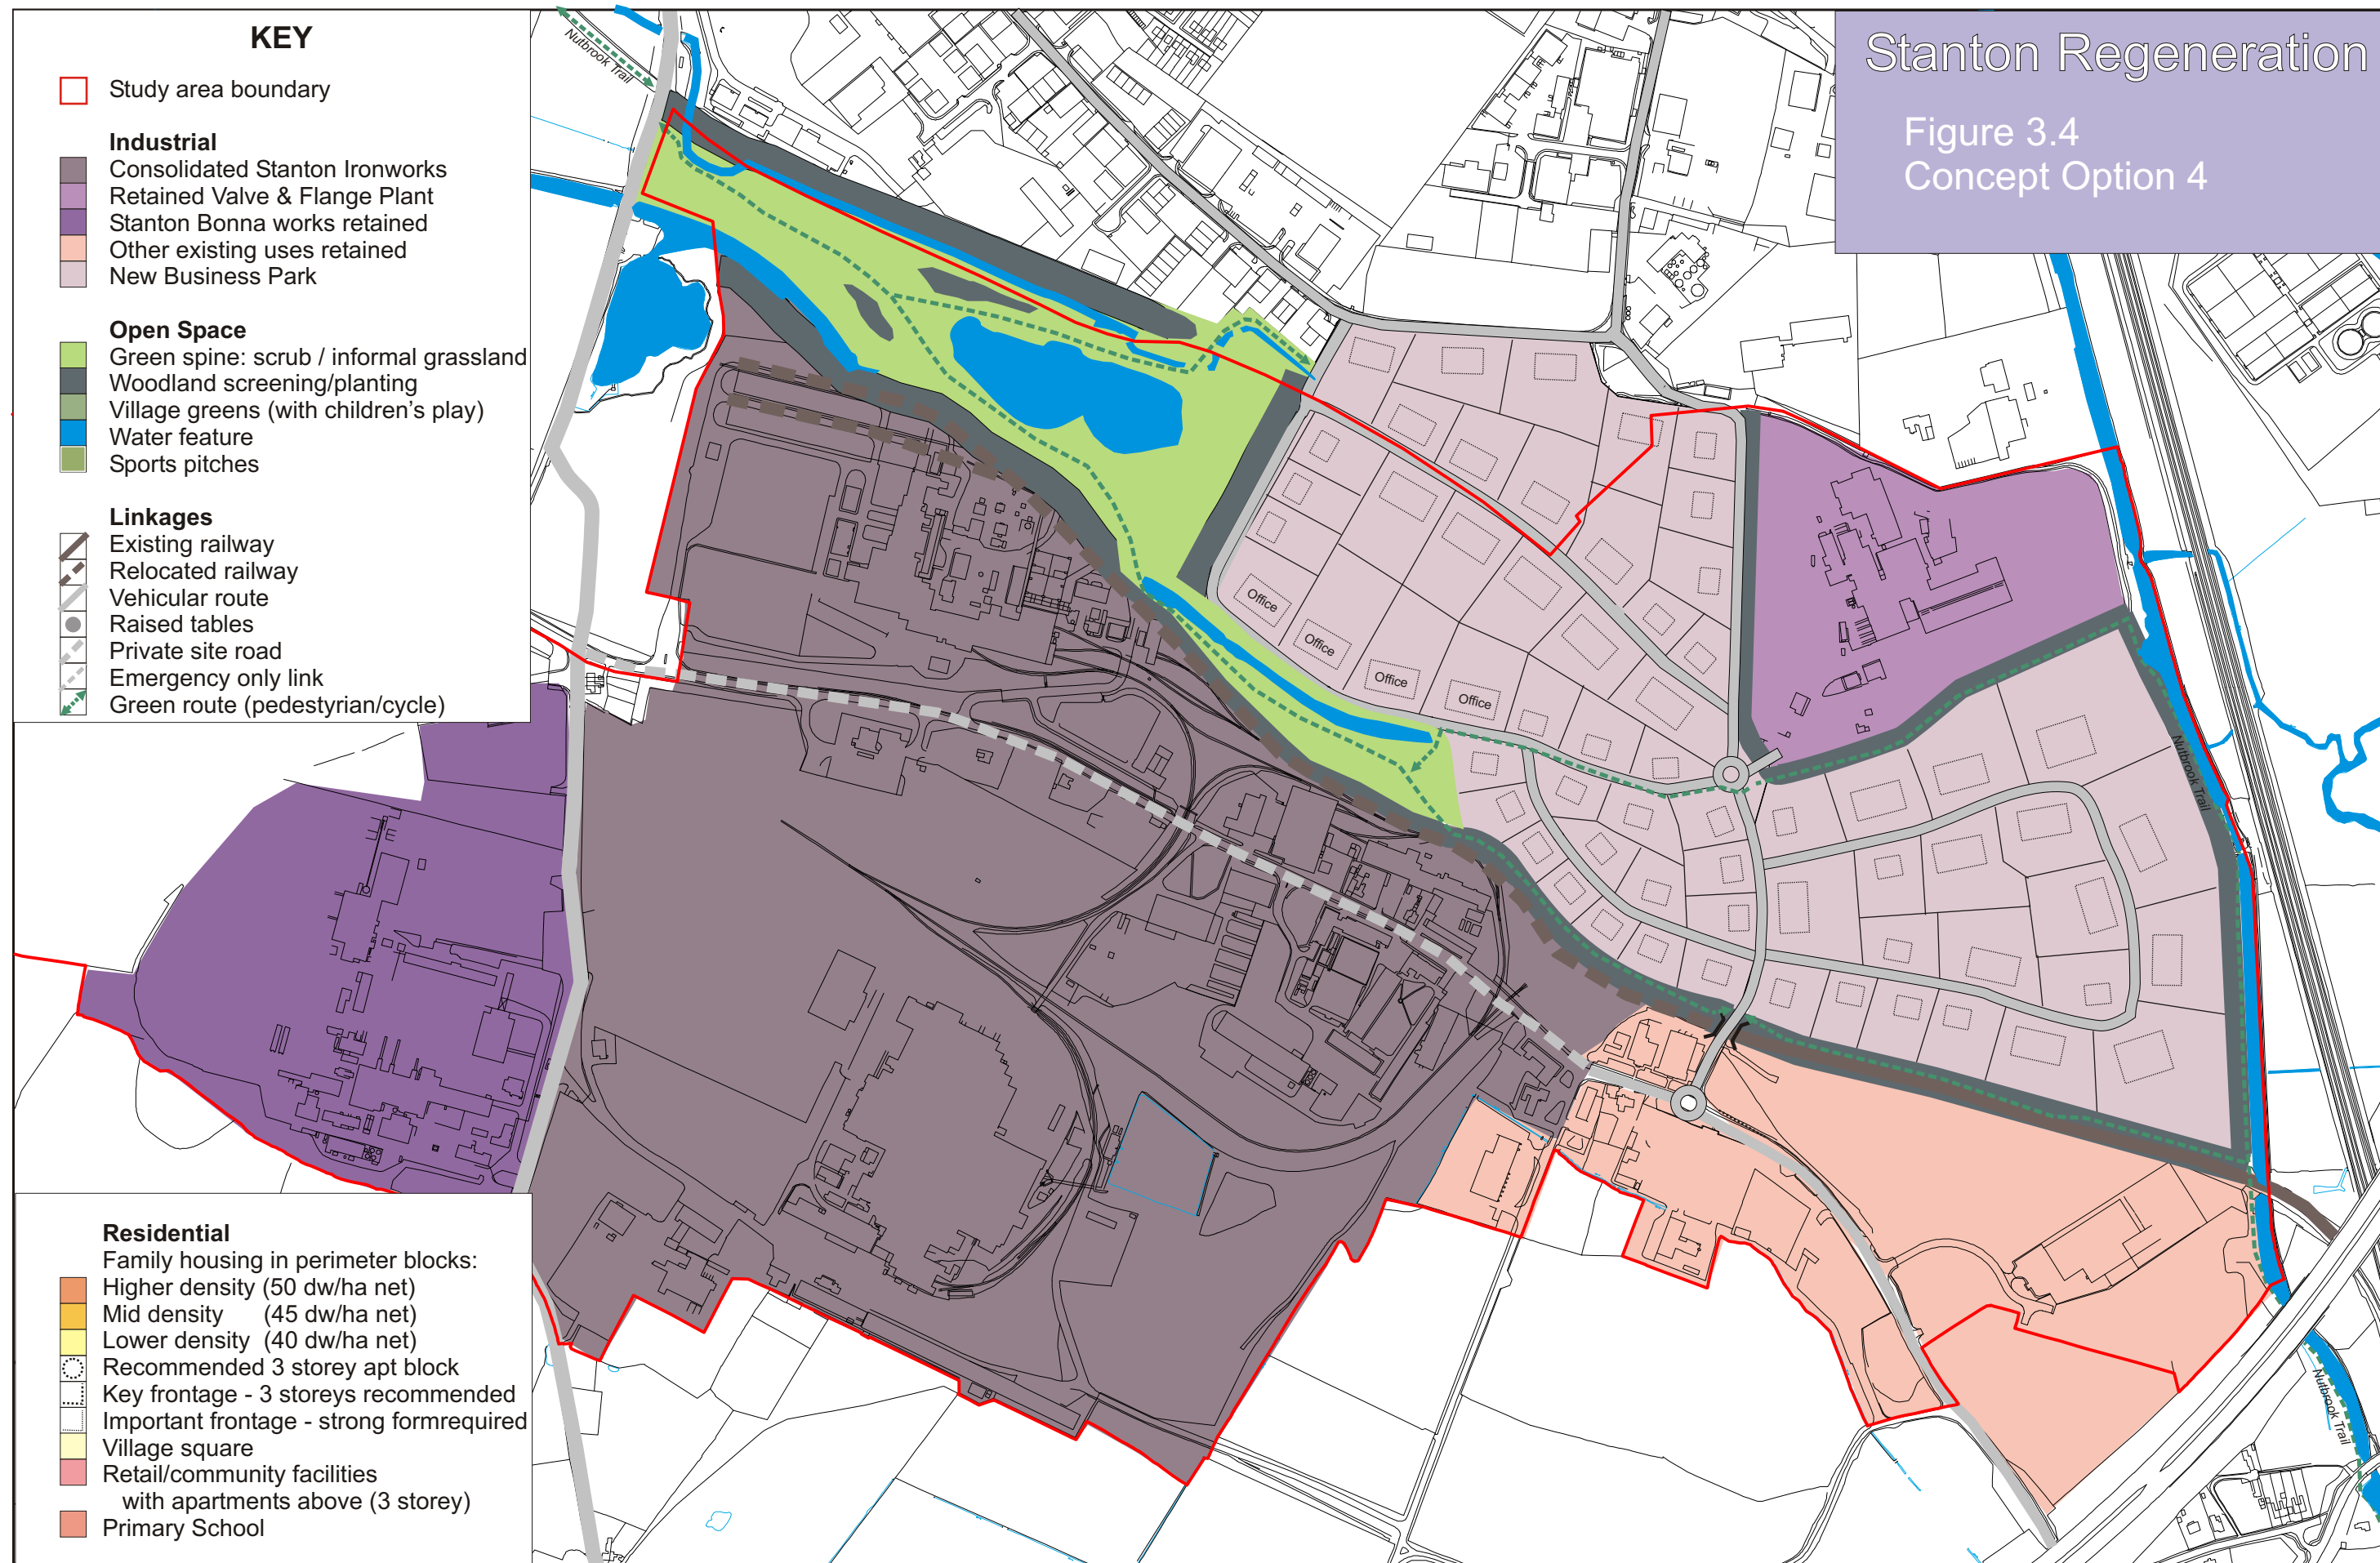 KEY
Study area boundary
Industrial
Consolidated Stanton Ironworks
Retained Valve & Flange Plant
Stanton Bonna works retained
Other existing uses retained
New Business Park
Open Space
Green spine: scrub / informal grassland
Woodland screening/planting
Village greens (with children's play)
Water feature
Sports pitches
Linkages
Existing railway
Relocated railway
Vehicular route
Raised tables
Private site road
Emergency only link
Green route (pedestyrian/cycle)
Residential
Family housing in perimeter blocks:
Higher density (50 dw/ha net)
Mid density (45 dw/ha net)
Lower density (40 dw/ha net)
Recommended 3 storey apt block
Key frontage - 3 storeys recommended
Important frontage - strong formrequired
Village square
Retail/community facilities
with apartments above (3 storey)
Primary School
Stanton Regeneration
Figure 3.4
Concept Option 4
Nutbrook Trail
Office
Office
Office
Office
Nutbrook Trail
Nutbrook Trail